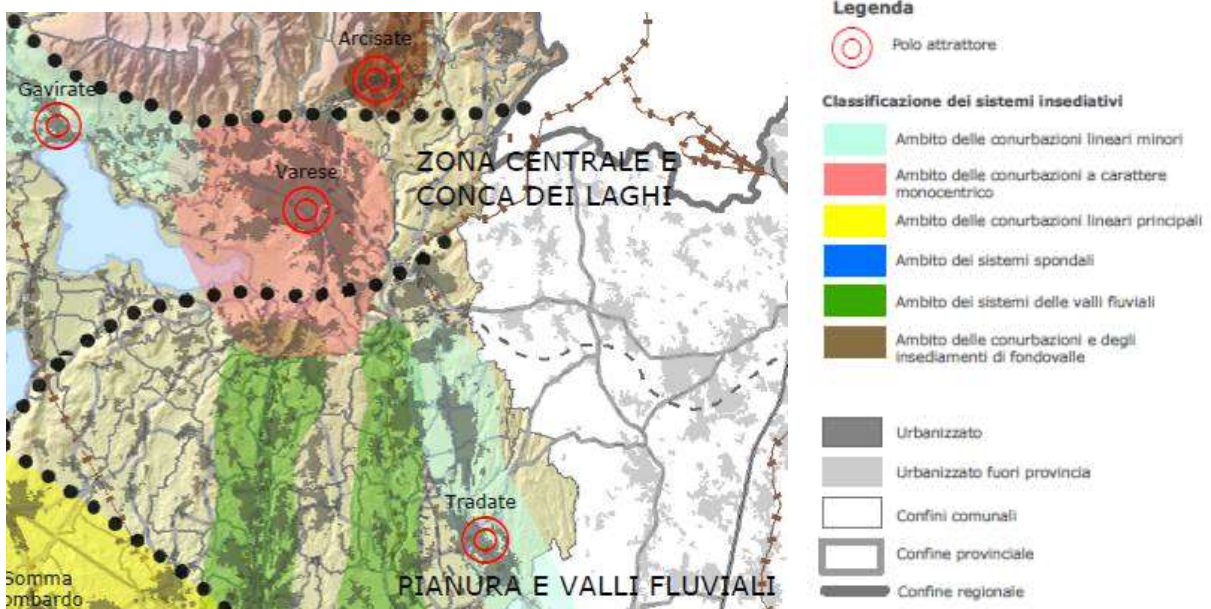 Arcisate
Gavirate
Varese
ZONA CENTRALE E
CONCA DEI LAGHI
Tradate
PIANURA E VALLI FLUVIALI
Somma
ombardo
Legenda
Polo attrattore
Classificazione dei sistemi insediativi
Ambito delle conurbazioni lineari minori
Ambito delle conurbazioni a carattere
monocentrico
Ambito delle conurbazioni lineari principali
Ambito dei sistemi spondali
Ambito dei sistemi delle valli fluviali
Ambito delle conurbazioni e degli
insediamenti di fondovalle
Urbanizzato
Urbanizzato fuori provincia
Confini comunali
Confine provinciale
Confine regionale